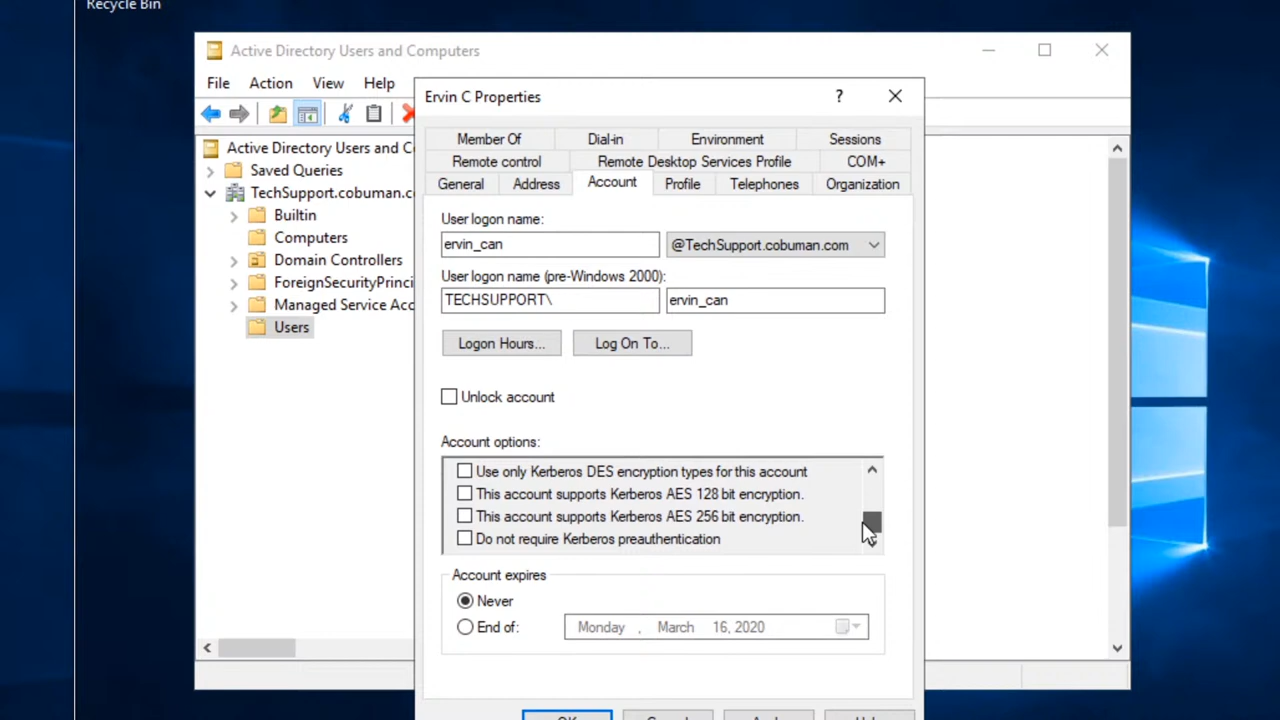 Recycle Bin
Active Directory Users and Computers
File Action View Help
Ervin C Properties
?
Active Directory Users and Co
Saved Queries
TechSupport.cobuman.c
Builtin
Computers
Domain Controllers
ForeignSecurityPrinci
Managed Service Acc
Users
Member Of Dial-in Environment Sessions
Remote control Remote Desktop Services Profile COM+
General Address Account Profile Telephones Organization
User logon name:
ervin_can @TechSupport.cobuman.com
User logon name (pre-Windows 2000):
TECHSUPPORT\ ervin_can
Logon Hours... Log On To...
Unlock account
Account options:
Use only Kerberos DES encryption types for this account
This account supports Kerberos AES 128 bit encryption.
This account supports Kerberos AES 256 bit encryption.
Do not require Kerberos preauthentication
Account expires
Never
End of: Monday , March 16, 2020